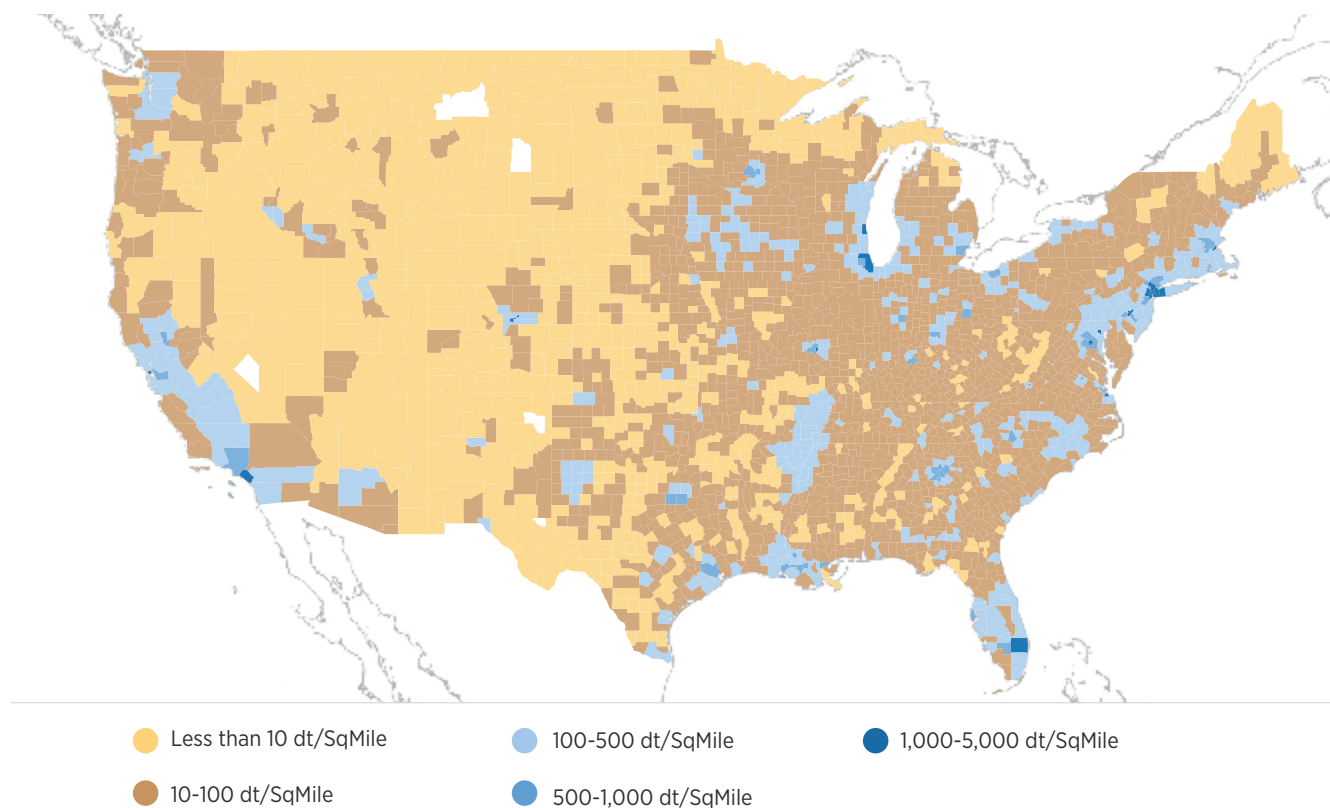 Less than 10 dt/SqMile
100-500 dt/SqMile
1,000-5,000 dt/SqMile
10-100 dt/SqMile
500-1,000 dt/SqMile